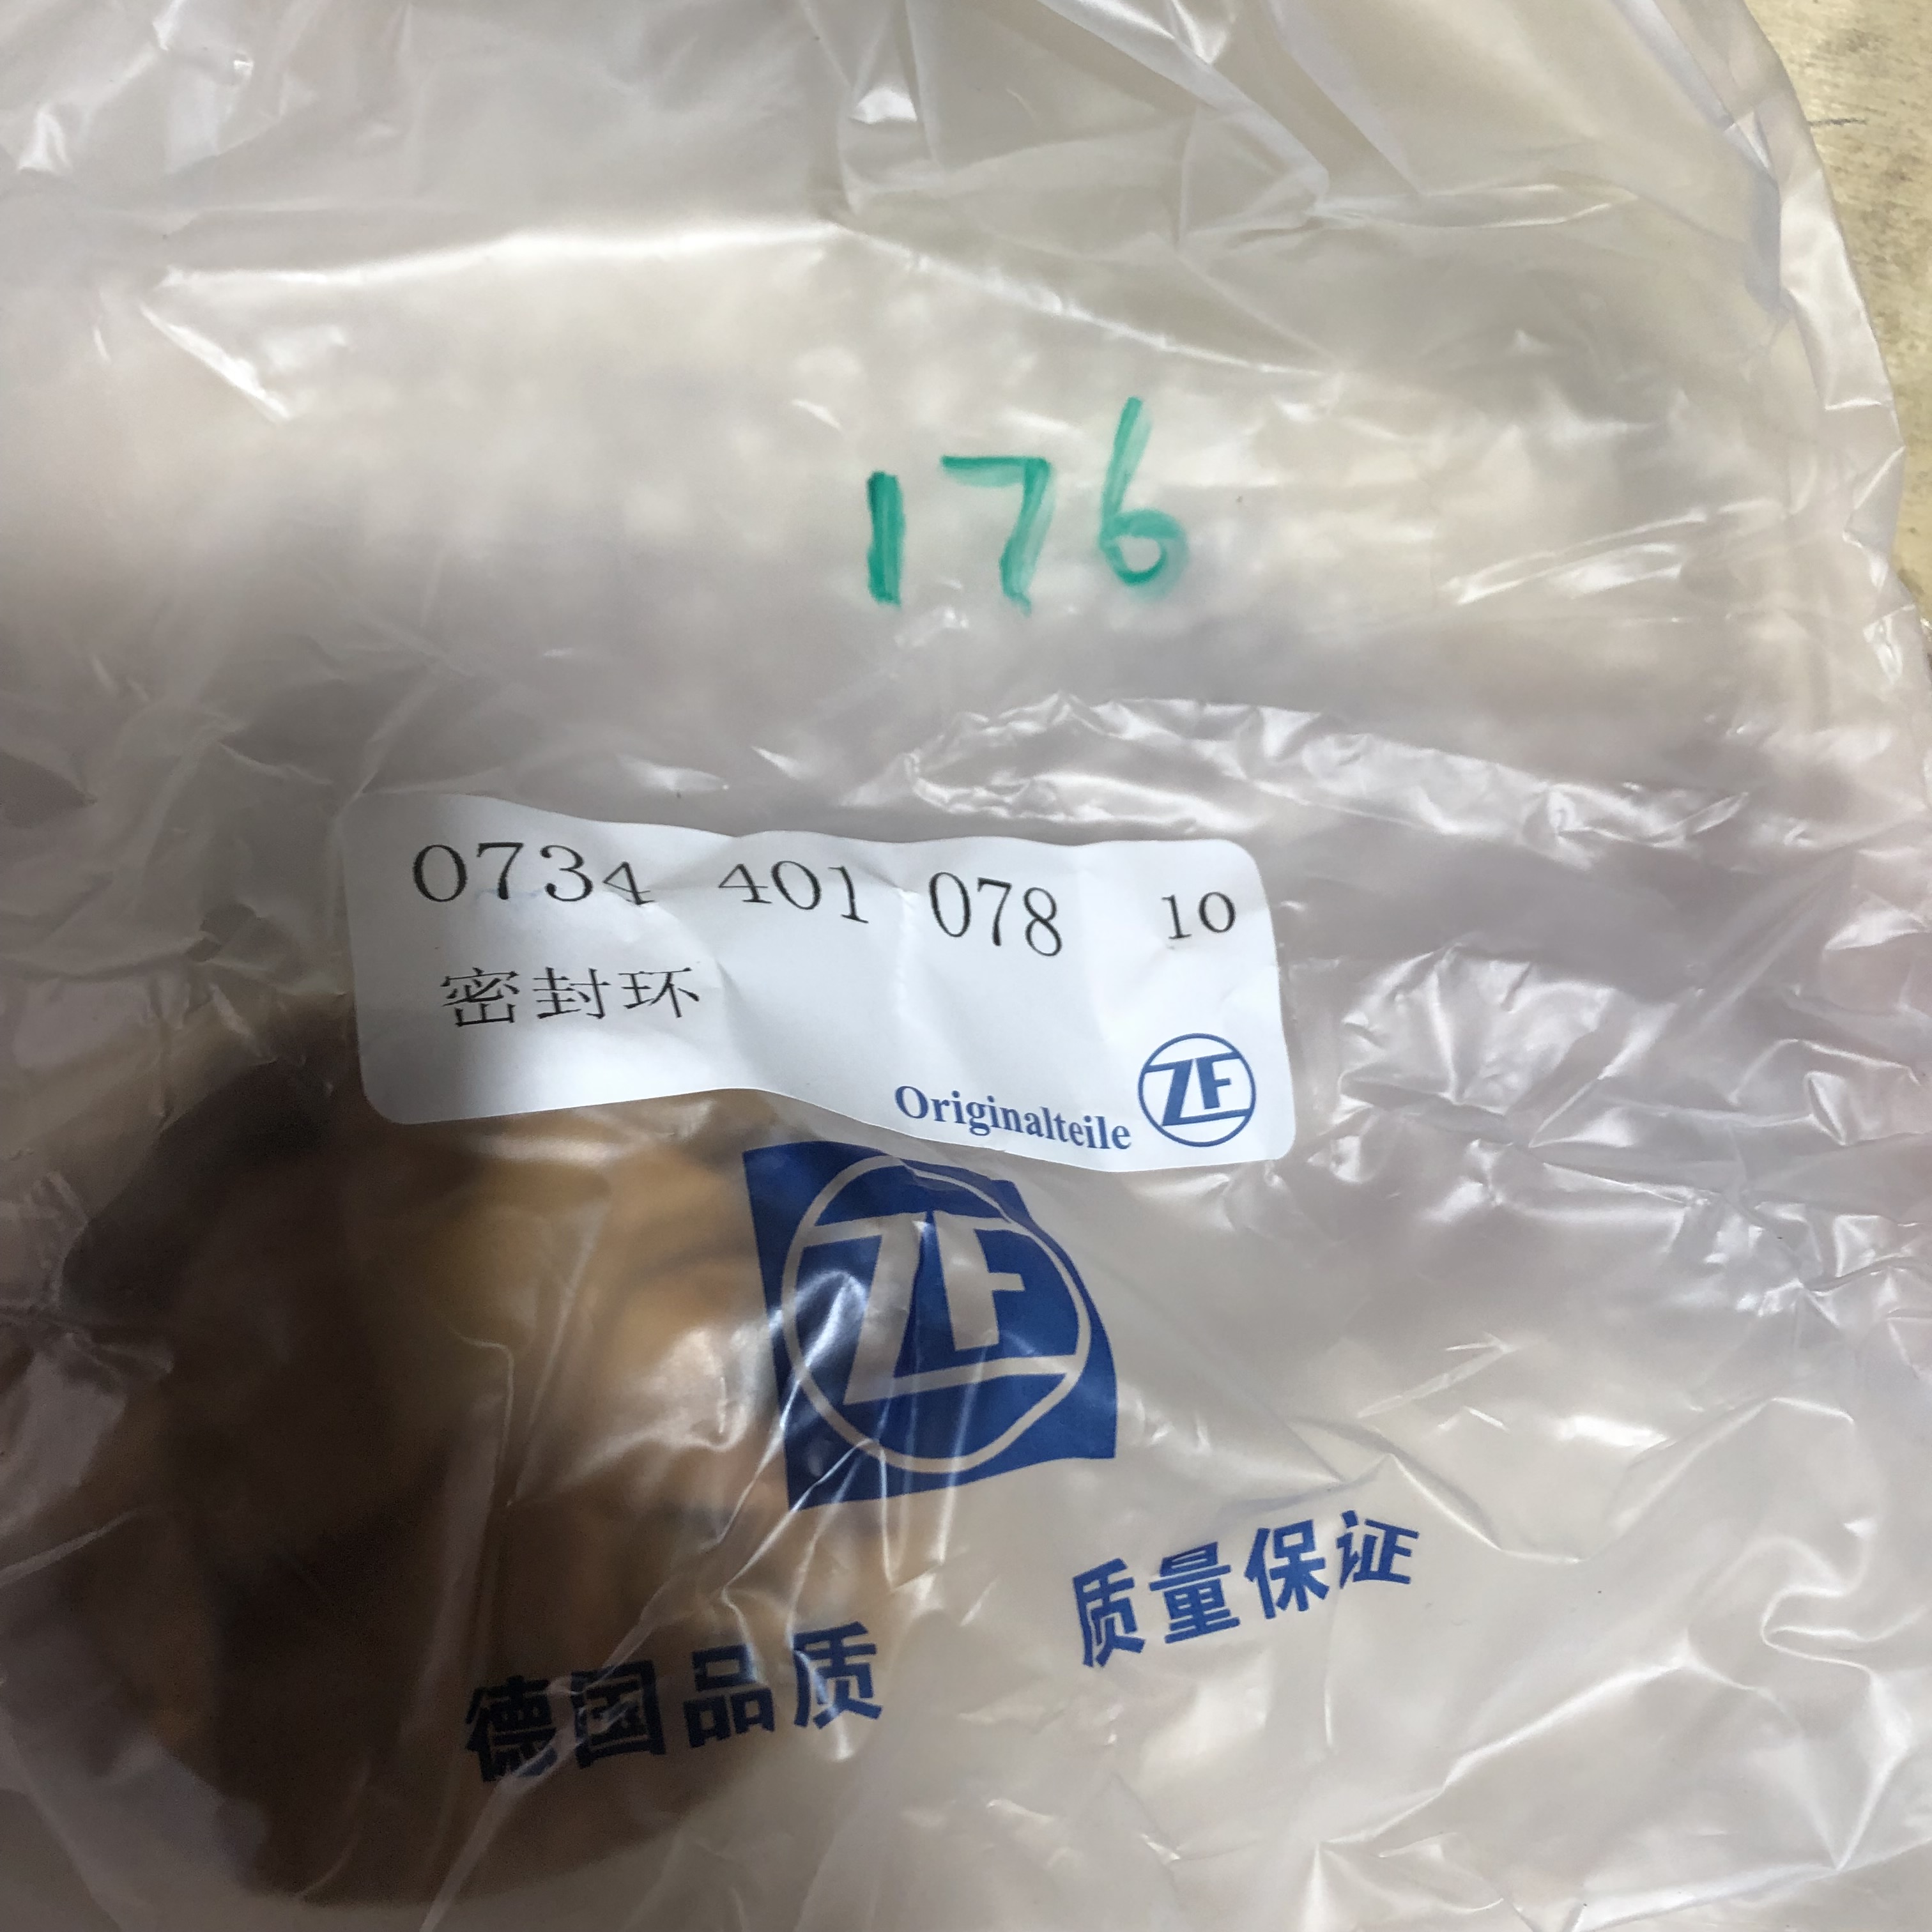 176
0734 401 078 10
密封环
Originalteile ZF
ZF
德国品质 质量保证